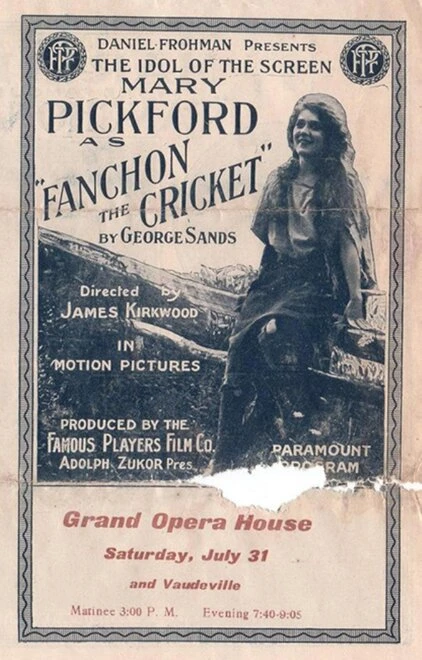 DANIEL FROHMAN PRESENTS
THE IDOL OF THE SCREEN
MARY
PICKFORD
AS
"FANCHON
THE CRICKET"
BY GEORGE SANDS
Directed by
JAMES KIRKWOOD
IN
MOTION PICTURES
PRODUCED BY THE
FAMOUS PLAYERS FILM CO.
ADOLPH ZUKOR Pres.
PARAMOUNT
PROGRAM
Grand Opera House
Saturday, July 31
and Vaudeville
Matinee 3:00 P. M. Evening 7:40-9:05